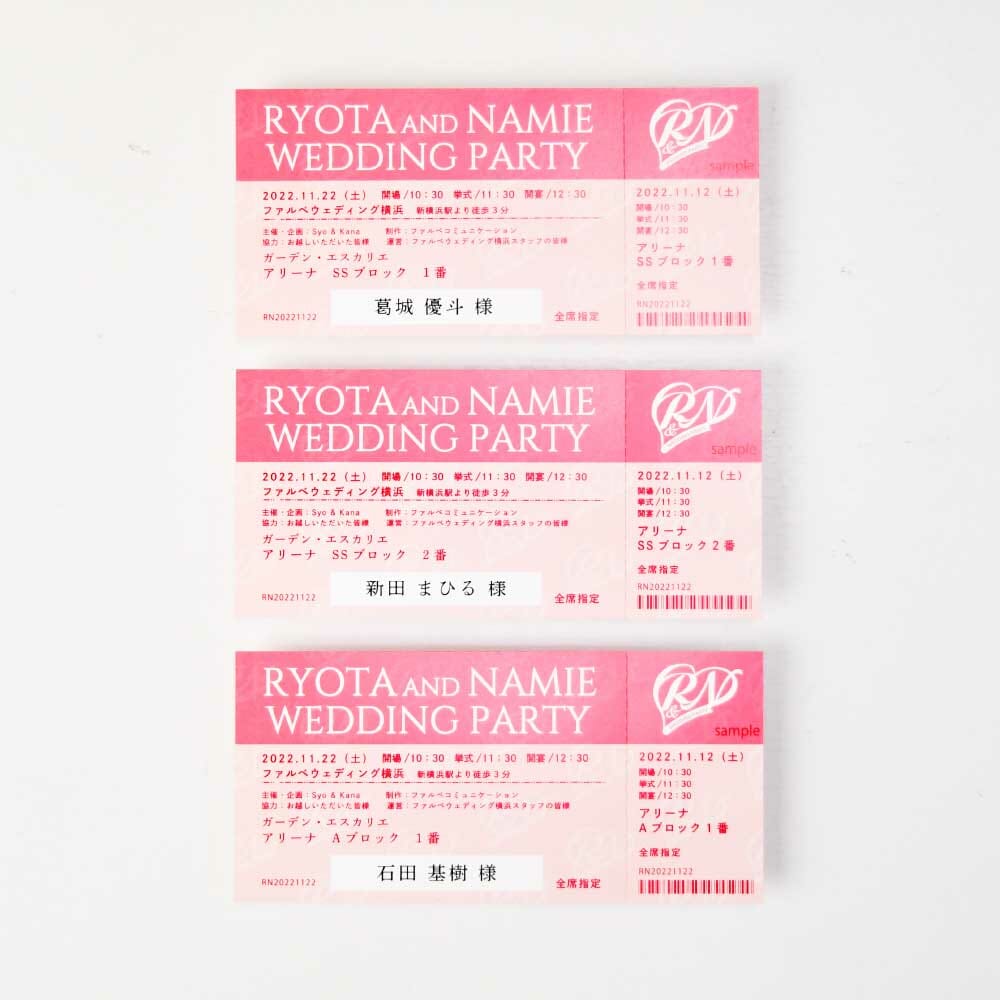 RYOTA AND NAMIE
WEDDING PARTY
R&N
sample
2022.11.22（土） 開場/10：30 挙式/11：30 開宴/12：30
ファルベウェディング横浜 新横浜駅より徒歩３分
主催・企画：Syo & Kana 制作：ファルベコミュニケーション
協力：お越しいただいた皆様 運営：ファルベウェディング横浜スタッフの皆様
ガーデン・エスカリエ
アリーナ SSブロック 1番
RN20221122
葛城 優斗 様
全席指定
2022.11.12（土）
開場/10：30
挙式/11：30
開宴/12：30
アリーナ
SSブロック1番
全席指定
RN20221122
RYOTA AND NAMIE
WEDDING PARTY
R&N
sample
2022.11.22（土） 開場/10：30 挙式/11：30 開宴/12：30
ファルベウェディング横浜 新横浜駅より徒歩３分
主催・企画：Syo & Kana 制作：ファルベコミュニケーション
協力：お越しいただいた皆様 運営：ファルベウェディング横浜スタッフの皆様
ガーデン・エスカリエ
アリーナ SSブロック 2番
RN20221122
新田 まひる 様
全席指定
2022.11.12（土）
開場/10：30
挙式/11：30
開宴/12：30
アリーナ
SSブロック2番
全席指定
RN20221122
RYOTA AND NAMIE
WEDDING PARTY
R&N
sample
2022.11.22（土） 開場/10：30 挙式/11：30 開宴/12：30
ファルベウェディング横浜 新横浜駅より徒歩３分
主催・企画：Syo & Kana 制作：ファルベコミュニケーション
協力：お越しいただいた皆様 運営：ファルベウェディング横浜スタッフの皆様
ガーデン・エスカリエ
アリーナ Aブロック 1番
RN20221122
石田 基樹 様
全席指定
2022.11.12（土）
開場/10：30
挙式/11：30
開宴/12：30
アリーナ
Aブロック1番
全席指定
RN20221122